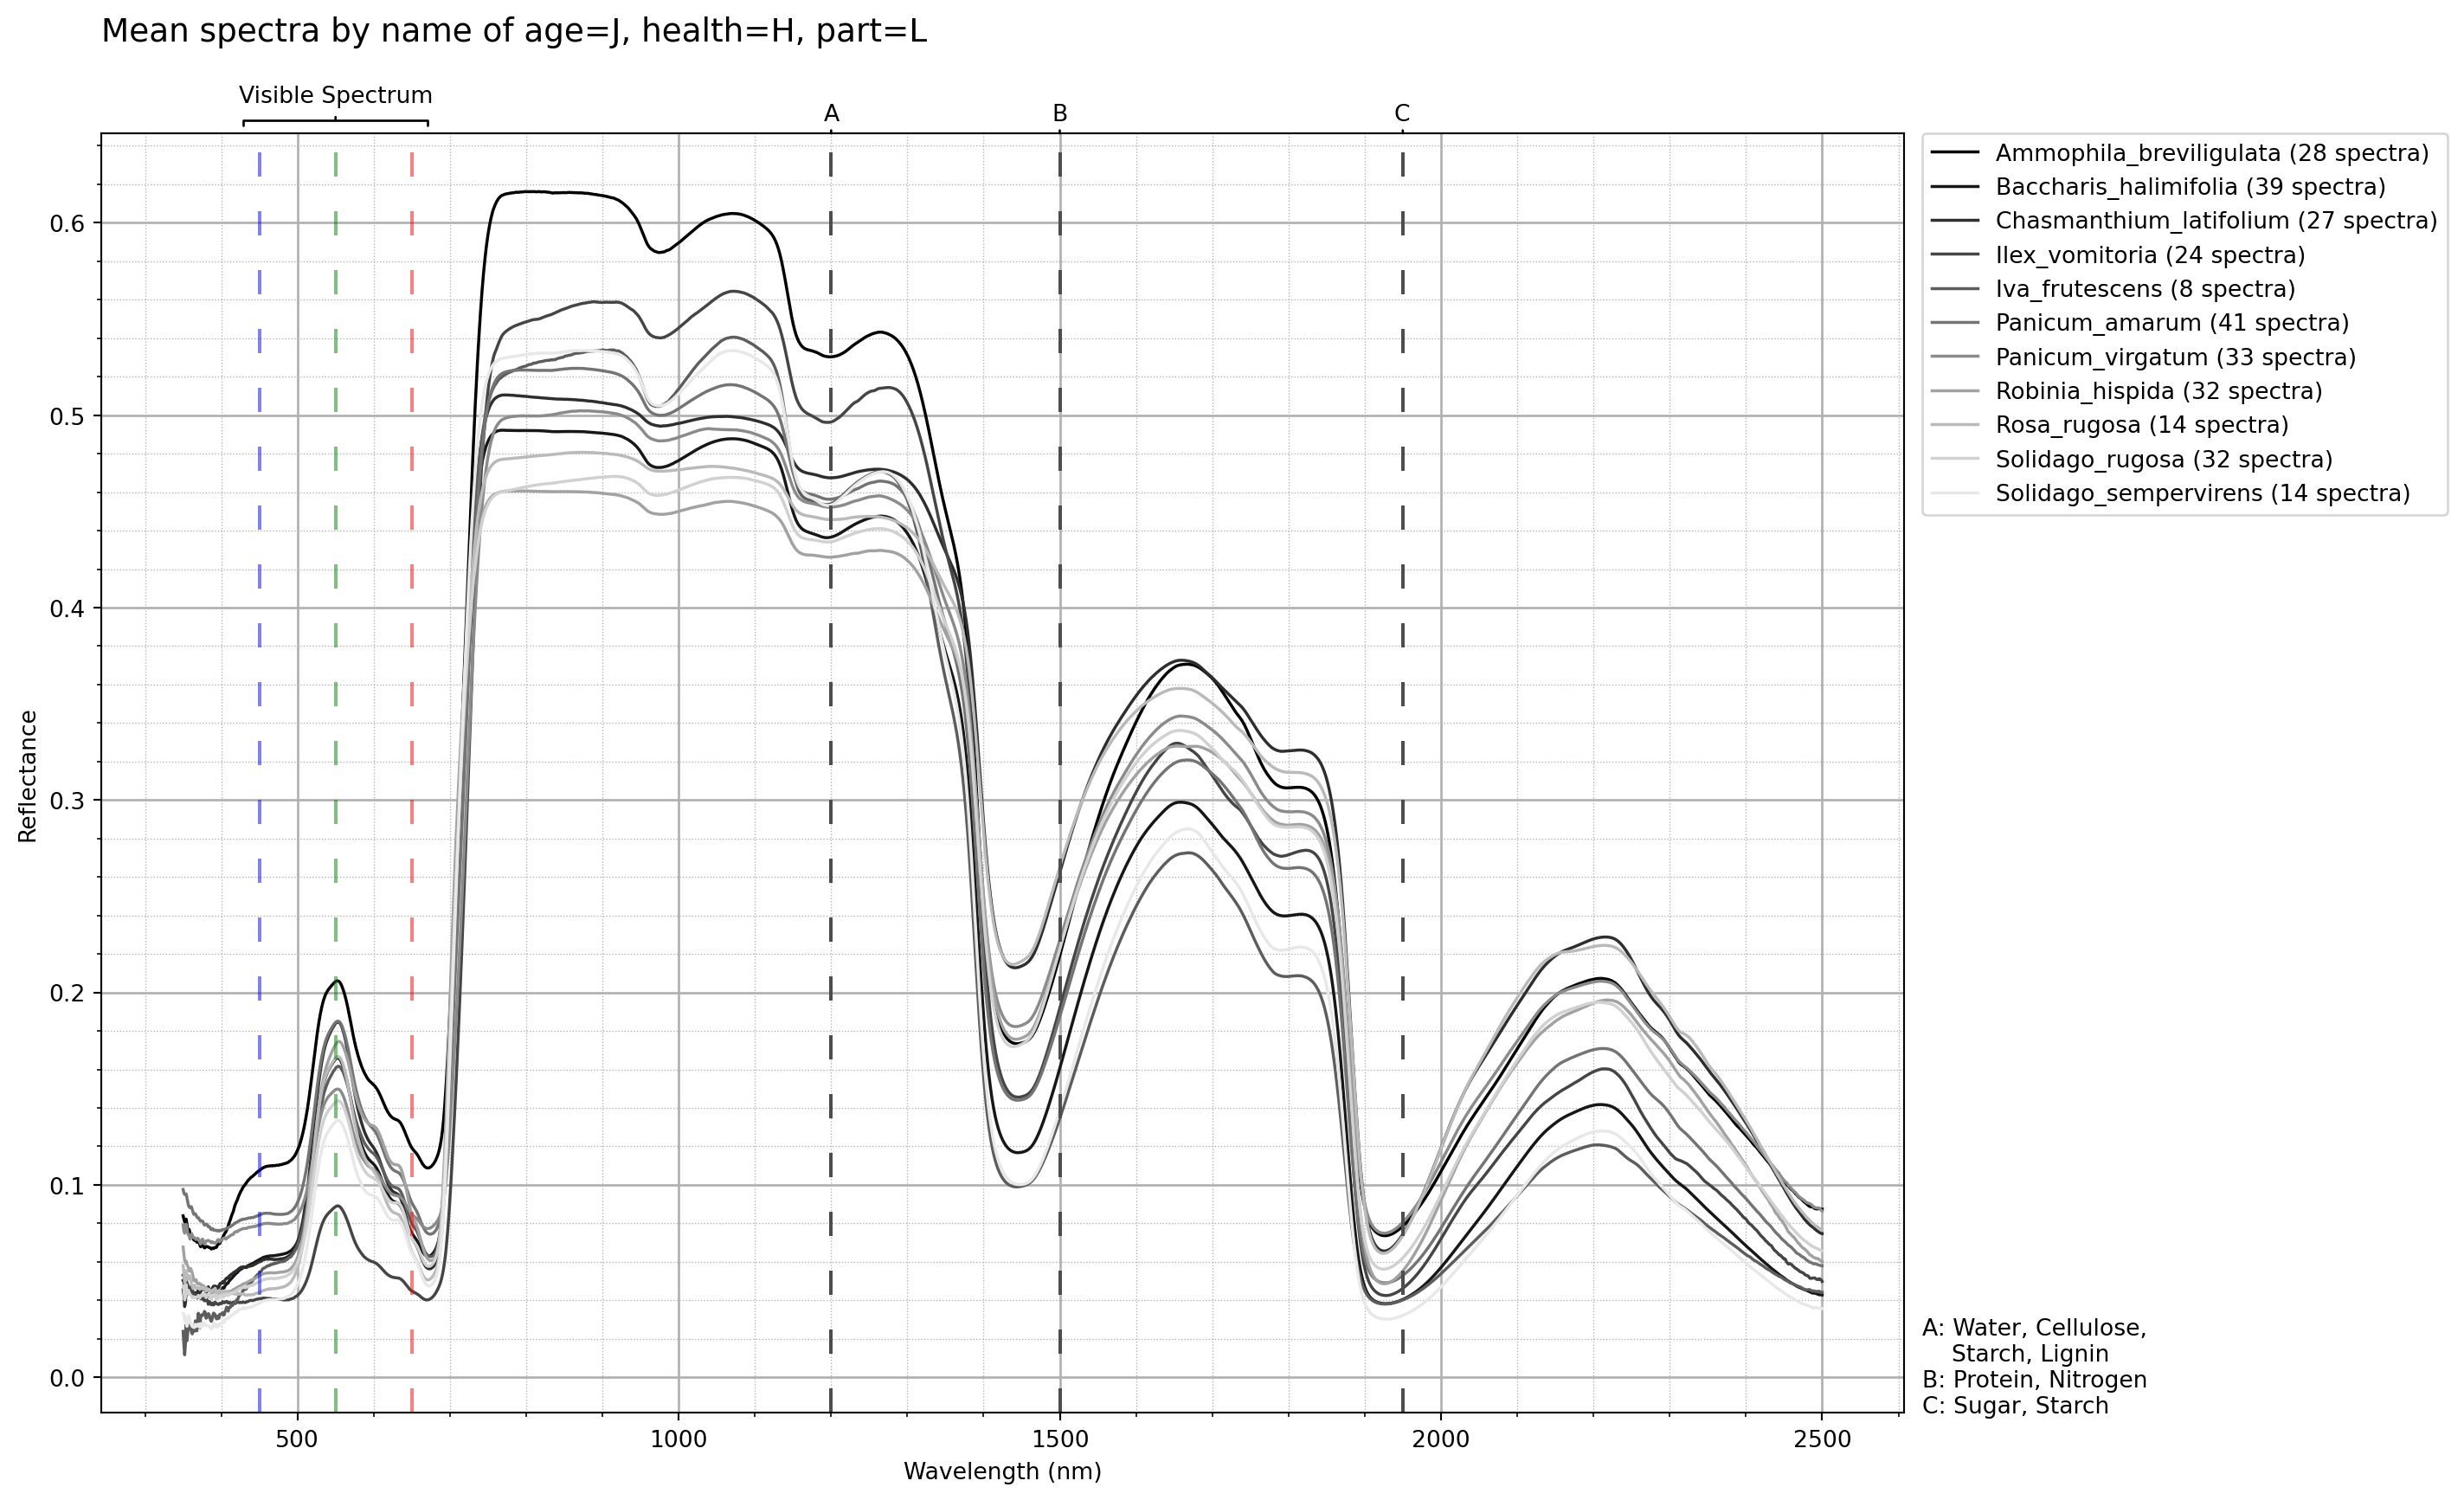 Mean spectra by name of age=J, health=H, part=L
Visible Spectrum
A
B
C
Ammophila_breviligulata (28 spectra)
Baccharis_halimifolia (39 spectra)
Chasmanthium_latifolium (27 spectra)
Ilex_vomitoria (24 spectra)
Iva_frutescens (8 spectra)
Panicum_amarum (41 spectra)
Panicum_virgatum (33 spectra)
Robinia_hispida (32 spectra)
Rosa_rugosa (14 spectra)
Solidago_rugosa (32 spectra)
Solidago_sempervirens (14 spectra)
0.6
0.5
0.4
0.3
0.2
0.1
0.0
Reflectance
500
1000
1500
2000
2500
Wavelength (nm)
A: Water, Cellulose,
Starch, Lignin
B: Protein, Nitrogen
C: Sugar, Starch